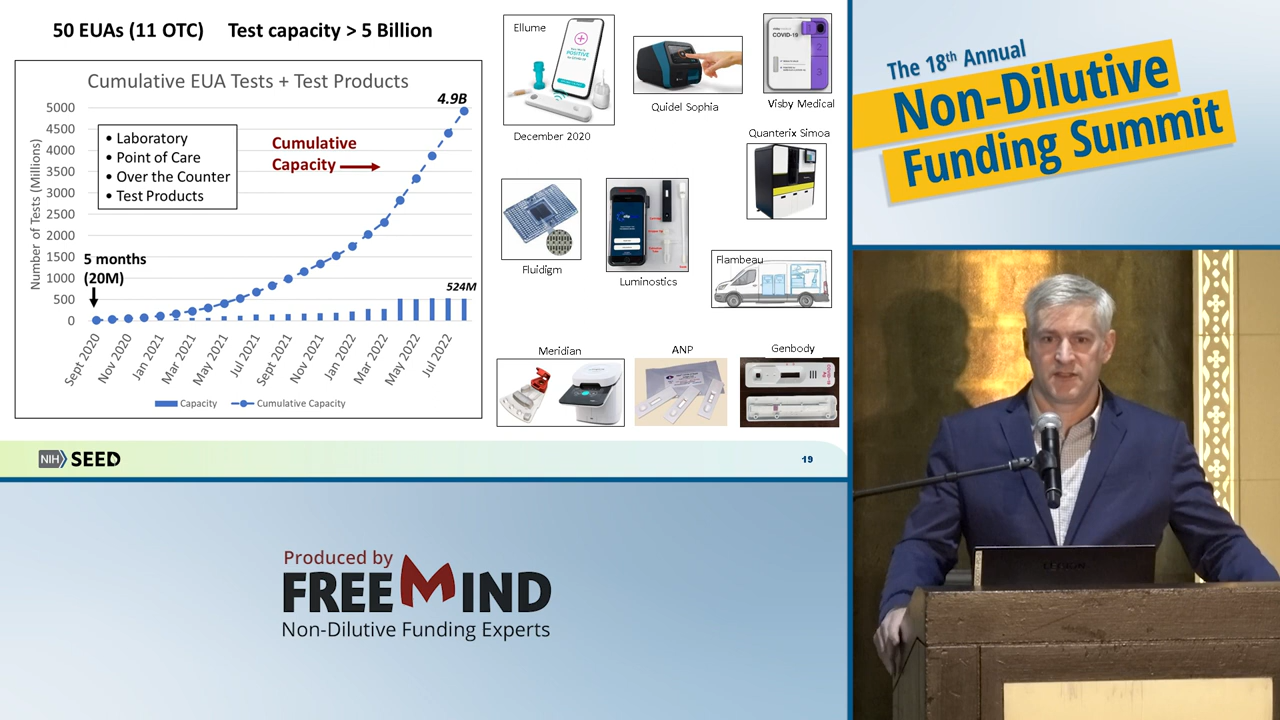 50 EUAs (11 OTC) Test capacity > 5 Billion
Cumulative EUA Tests + Test Products
Number of Tests (Millions)
5000
4500
4000
3500
3000
2500
2000
1500
1000
500
0
4.9B
• Laboratory
• Point of Care
• Over the Counter
• Test Products
Cumulative
Capacity
5 months
(20M)
524M
Sept 2020
Nov 2020
Jan 2021
Mar 2021
May 2021
Jul 2021
Sept 2021
Nov 2021
Jan 2022
Mar 2022
May 2022
Jul 2022
Capacity
Cumulative Capacity
Ellume
POSITIVE
December 2020
Quidel Sophia
COVID-19
2
3
Visby Medical
Quanterix Simoa
Fluidigm
Luminostics
Flambeau
Meridian
ANP
Genbody
NIH SEED
19
The 18th Annual
Non-Dilutive
Funding Summit
Produced by
FREEMIND
Non-Dilutive Funding Experts